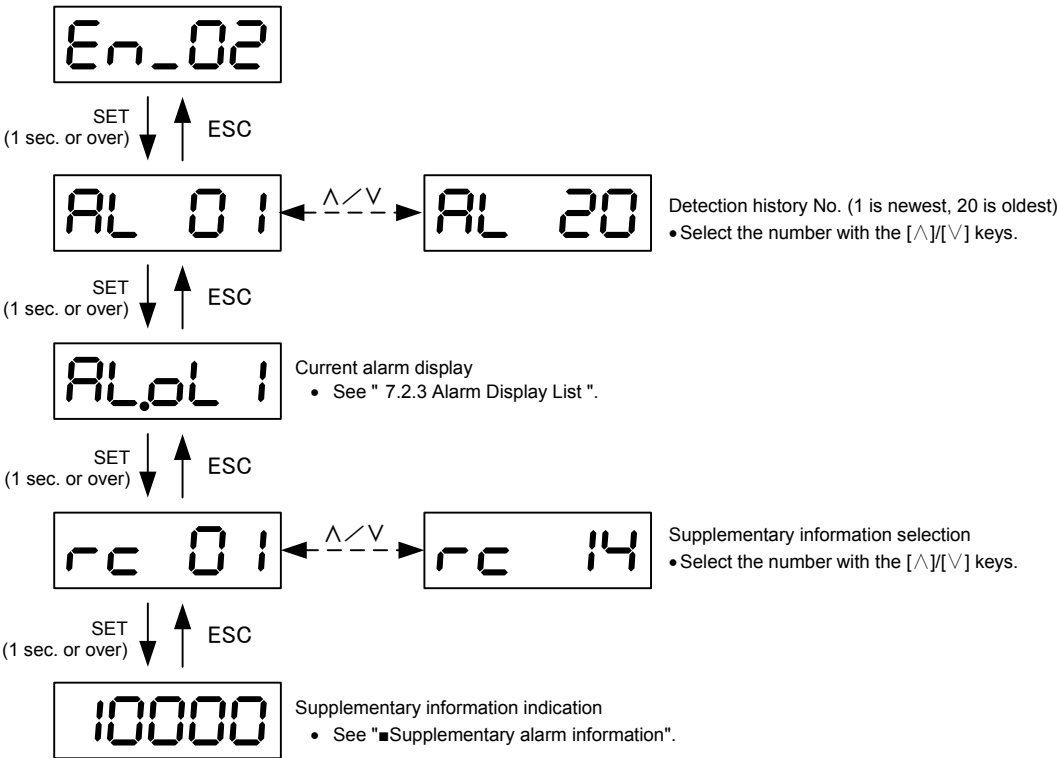 En_02
SET
(1 sec. or over)
ESC
AL 01
∧/∨
AL 20
Detection history No. (1 is newest, 20 is oldest)
•Select the number with the [∧]/[∨] keys.
SET
(1 sec. or over)
ESC
AL.oL1
Current alarm display
• See " 7.2.3 Alarm Display List ".
SET
(1 sec. or over)
ESC
rc 01
∧/∨
rc 14
Supplementary information selection
•Select the number with the [∧]/[∨] keys.
SET
(1 sec. or over)
ESC
10000
Supplementary information indication
• See "■Supplementary alarm information".